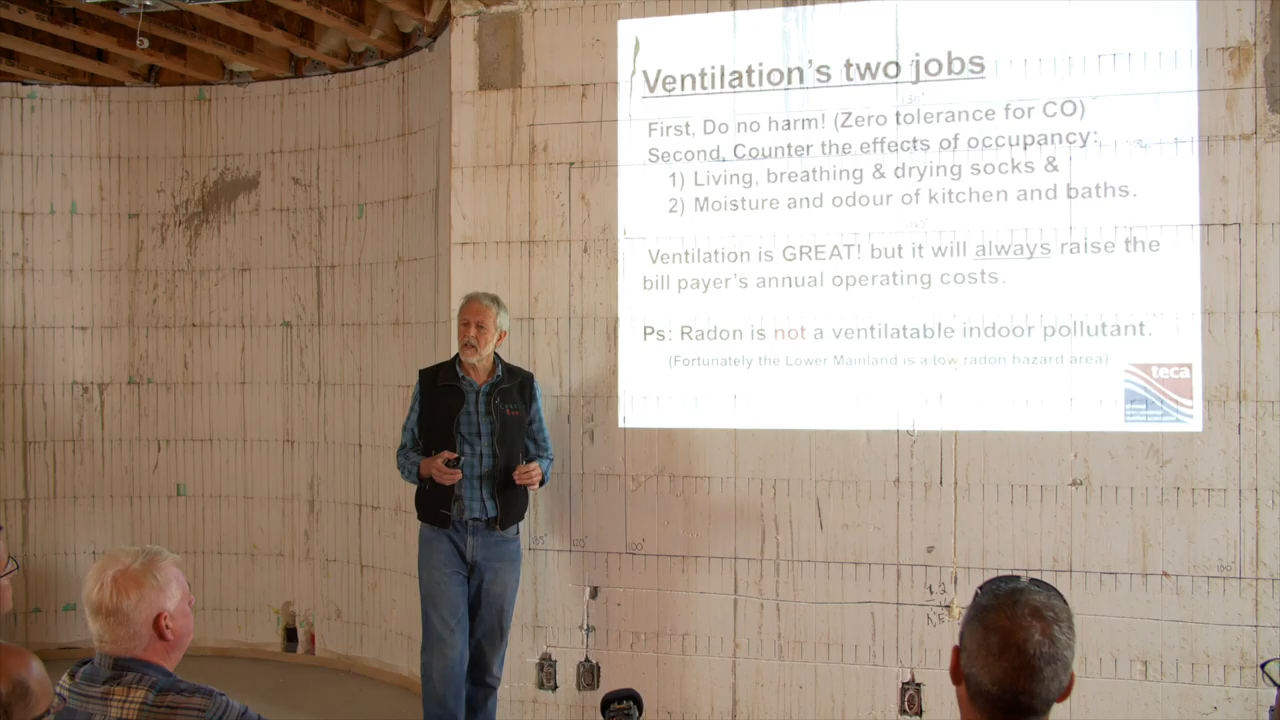 Ventilation's two jobs
First, Do no harm! (Zero tolerance for CO)
Second, Counter the effects of occupancy:
1) Living, breathing & drying socks &
2) Moisture and odour of kitchen and baths.
Ventilation is GREAT! but it will always raise the
bill payer's annual operating costs.
Ps: Radon is not a ventilatable indoor pollutant.
(Fortunately the Lower Mainland is a low radon hazard area)
teca
135"
120"
100"